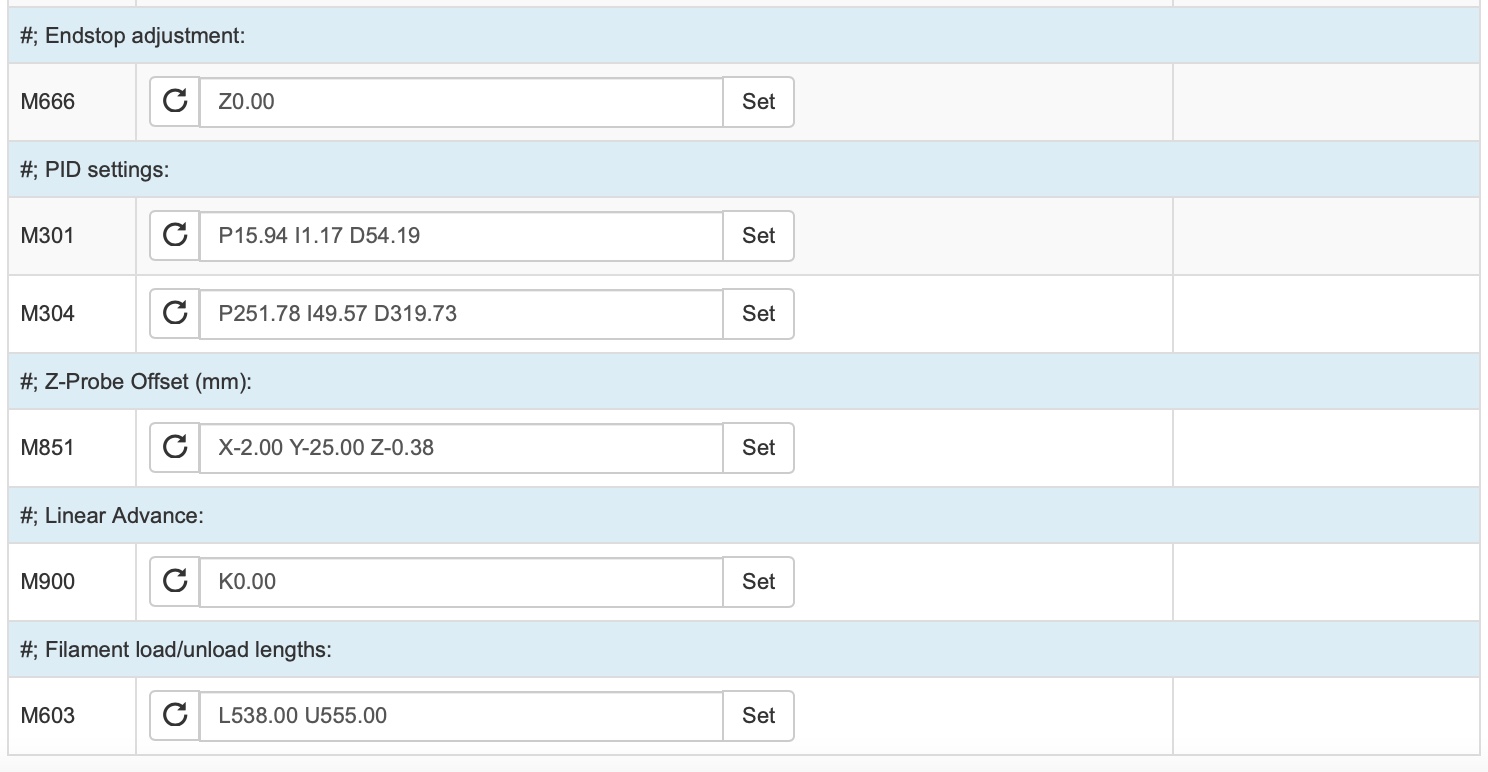 #; Endstop adjustment:
M666 Z0.00 Set
#; PID settings:
M301 P15.94 I1.17 D54.19 Set
M304 P251.78 I49.57 D319.73 Set
#; Z-Probe Offset (mm):
M851 X-2.00 Y-25.00 Z-0.38 Set
#; Linear Advance:
M900 K0.00 Set
#; Filament load/unload lengths:
M603 L538.00 U555.00 Set